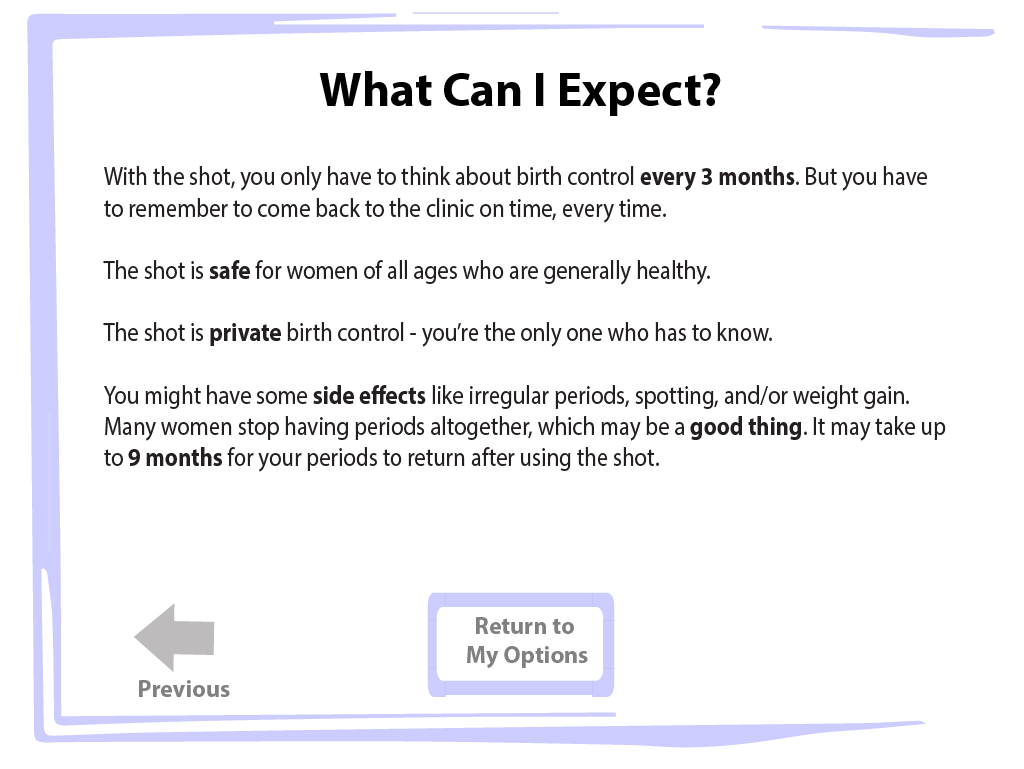 What Can I Expect?
With the shot, you only have to think about birth control every 3 months. But you have
to remember to come back to the clinic on time, every time.
The shot is safe for women of all ages who are generally healthy.
The shot is private birth control - you’re the only one who has to know.
You might have some side effects like irregular periods, spotting, and/or weight gain.
Many women stop having periods altogether, which may be a good thing. It may take up
to 9 months for your periods to return after using the shot.
Return to
My Options
Previous